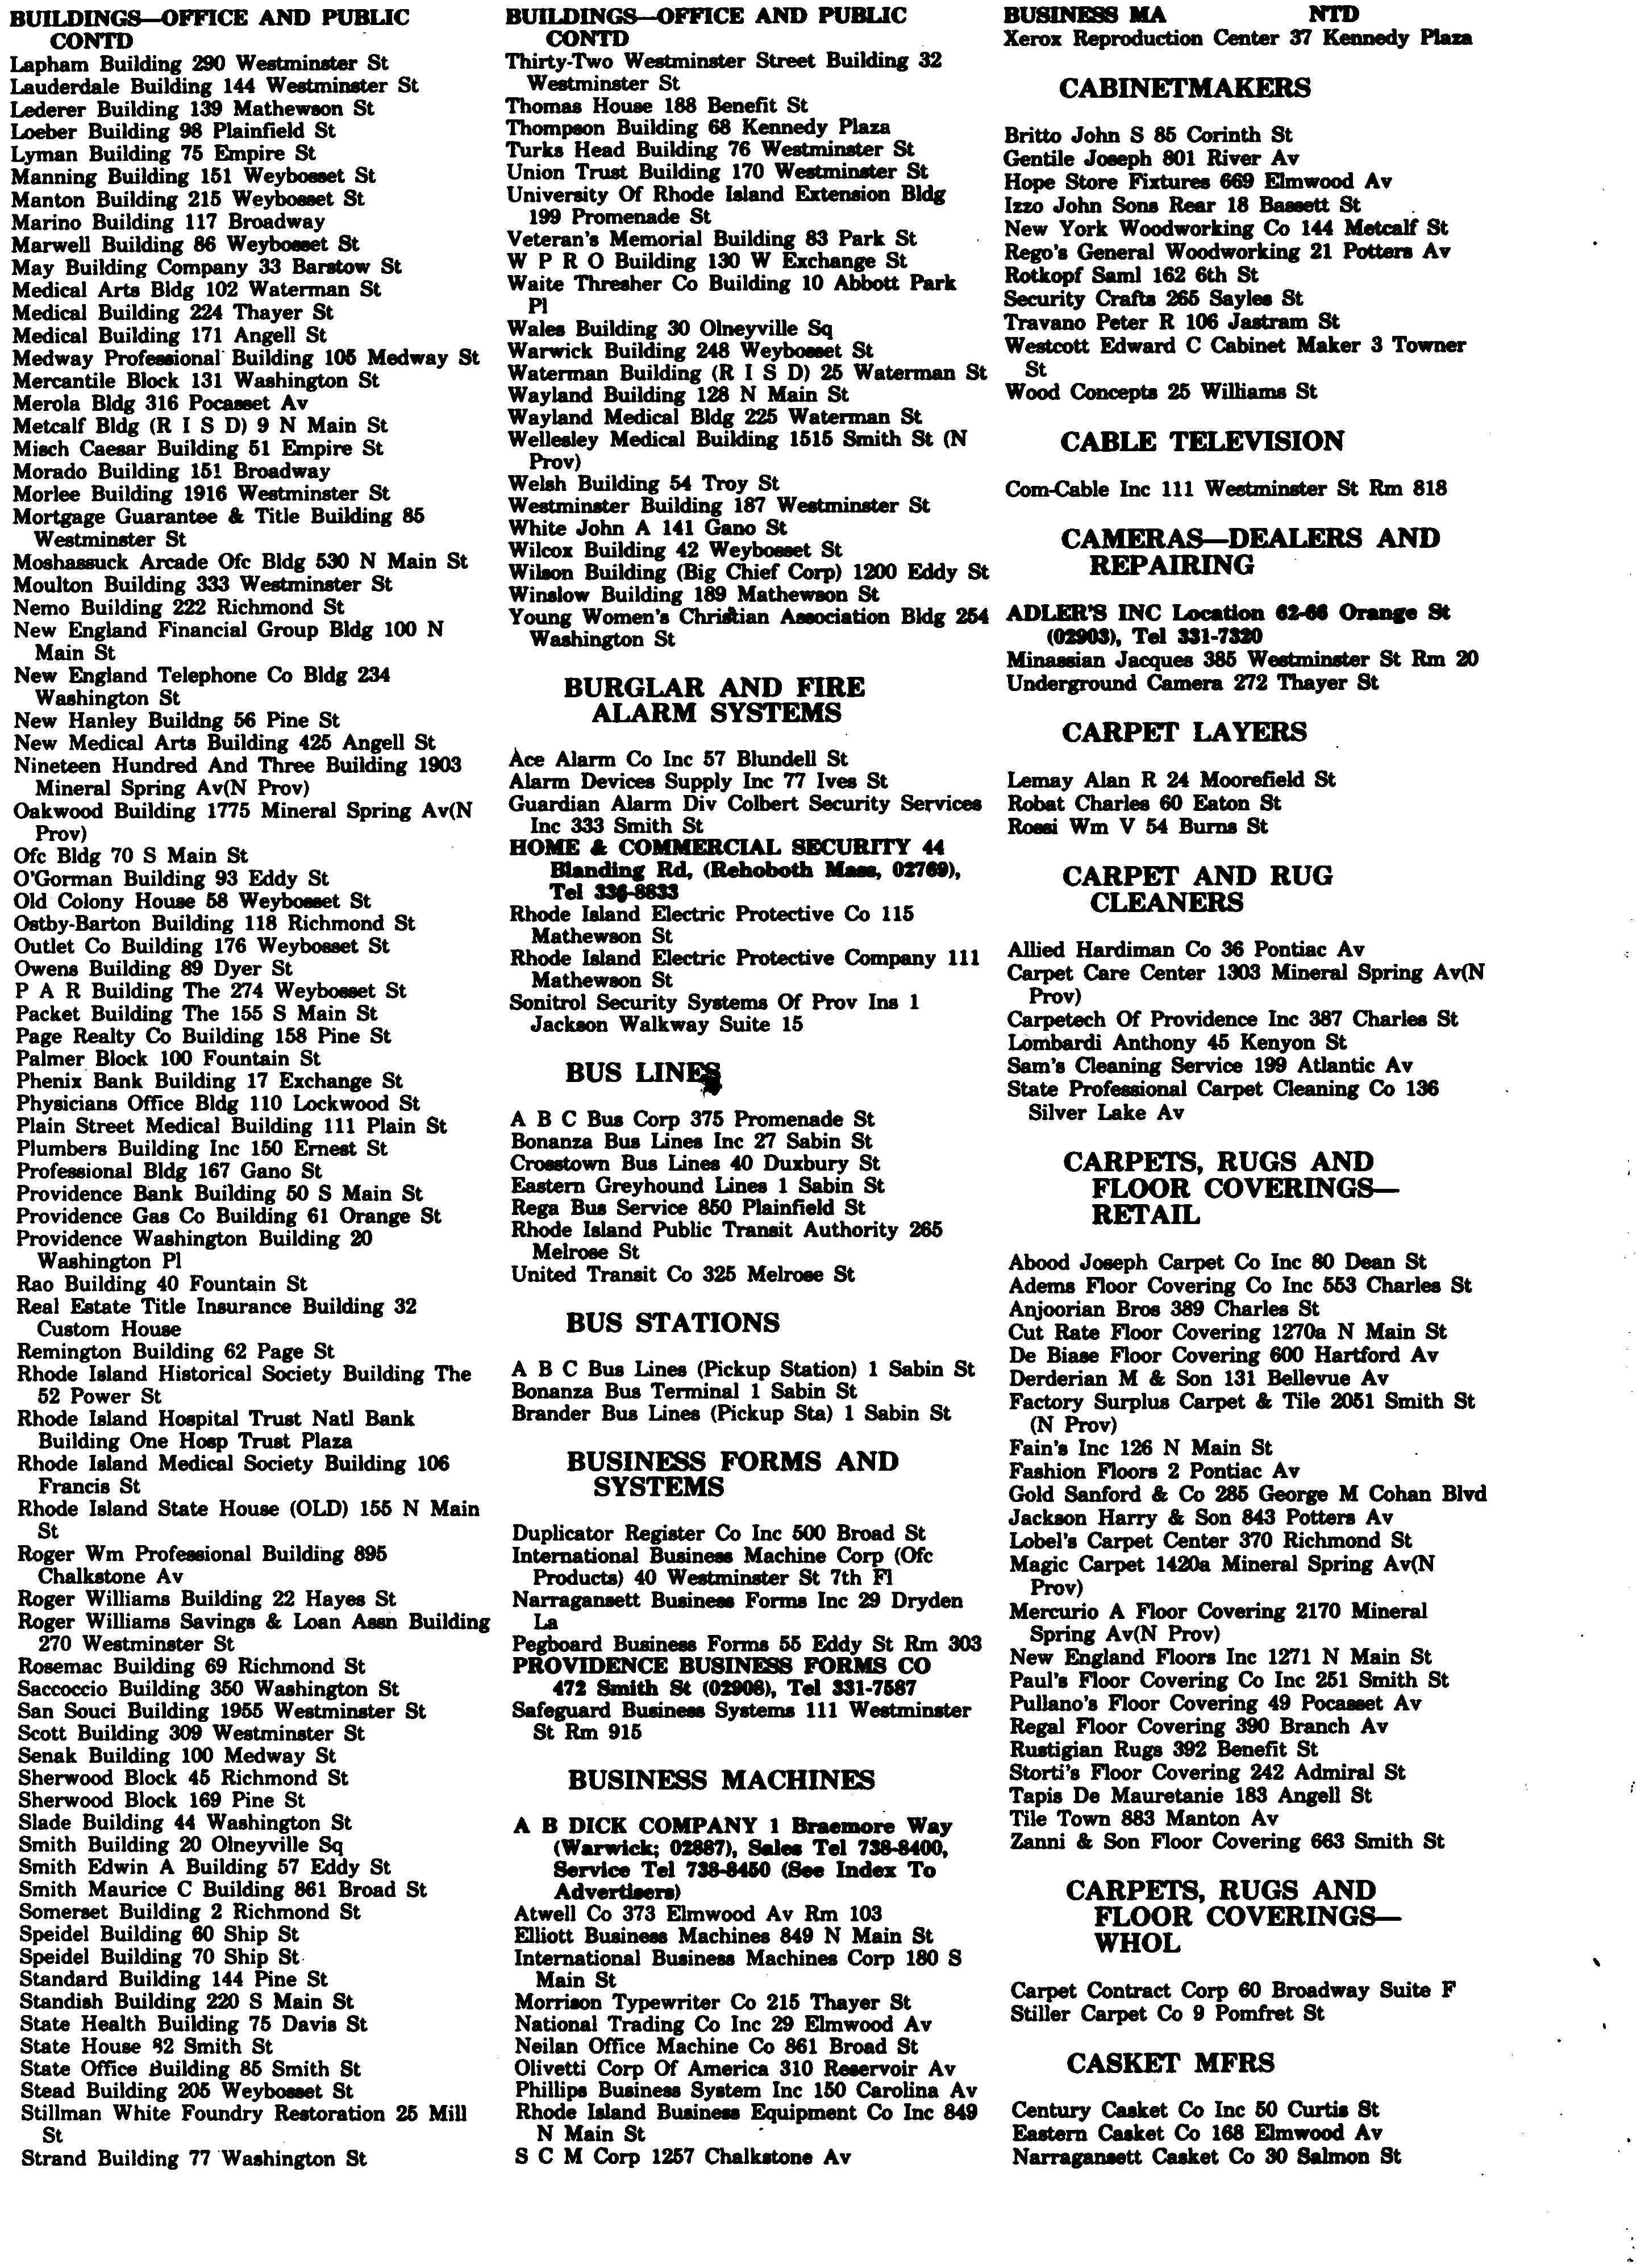 BUILDINGS—OFFICE AND PUBLIC
CONTD
Lapham Building 290 Westminster St
Lauderdale Building 144 Westminster St
Lederer Building 139 Mathewson St
Loeber Building 98 Plainfield St
Lyman Building 75 Empire St
Manning Building 151 Weybosset St
Manton Building 215 Weybosset St
Marino Building 117 Broadway
Marwell Building 86 Weybosset St
May Building Company 33 Barstow St
Medical Arts Bldg 102 Waterman St
Medical Building 224 Thayer St
Medical Building 171 Angell St
Medway Professional Building 105 Medway St
Mercantile Block 131 Washington St
Merola Bldg 316 Pocasset Av
Metcalf Bldg (R I S D) 9 N Main St
Misch Caesar Building 51 Empire St
Morado Building 151 Broadway
Morlee Building 1916 Westminster St
Mortgage Guarantee & Title Building 85
Westminster St
Moshassuck Arcade Ofc Bldg 530 N Main St
Moulton Building 333 Westminster St
Nemo Building 222 Richmond St
New England Financial Group Bldg 100 N
Main St
New England Telephone Co Bldg 234
Washington St
New Hanley Buildng 56 Pine St
New Medical Arts Building 425 Angell St
Nineteen Hundred And Three Building 1903
Mineral Spring Av(N Prov)
Oakwood Building 1775 Mineral Spring Av(N
Prov)
Ofc Bldg 70 S Main St
O'Gorman Building 93 Eddy St
Old Colony House 58 Weybosset St
Ostby-Barton Building 118 Richmond St
Outlet Co Building 176 Weybosset St
Owens Building 89 Dyer St
P A R Building The 274 Weybosset St
Packet Building The 155 S Main St
Page Realty Co Building 158 Pine St
Palmer Block 100 Fountain St
Phenix Bank Building 17 Exchange St
Physicians Office Bldg 110 Lockwood St
Plain Street Medical Building 111 Plain St
Plumbers Building Inc 150 Ernest St
Professional Bldg 167 Gano St
Providence Bank Building 50 S Main St
Providence Gas Co Building 61 Orange St
Providence Washington Building 20
Washington Pl
Rao Building 40 Fountain St
Real Estate Title Insurance Building 32
Custom House
Remington Building 62 Page St
Rhode Island Historical Society Building The
52 Power St
Rhode Island Hospital Trust Natl Bank
Building One Hosp Trust Plaza
Rhode Island Medical Society Building 106
Francis St
Rhode Island State House (OLD) 155 N Main
St
Roger Wm Professional Building 895
Chalkstone Av
Roger Williams Building 22 Hayes St
Roger Williams Savings & Loan Assn Building
270 Westminster St
Rosemac Building 69 Richmond St
Saccoccio Building 350 Washington St
San Souci Building 1955 Westminster St
Scott Building 309 Westminster St
Senak Building 100 Medway St
Sherwood Block 45 Richmond St
Sherwood Block 169 Pine St
Slade Building 44 Washington St
Smith Building 20 Olneyville Sq
Smith Edwin A Building 57 Eddy St
Smith Maurice C Building 861 Broad St
Somerset Building 2 Richmond St
Speidel Building 60 Ship St
Speidel Building 70 Ship St
Standard Building 144 Pine St
Standish Building 220 S Main St
State Health Building 75 Davis St
State House 82 Smith St
State Office Building 85 Smith St
Stead Building 205 Weybosset St
Stillman White Foundry Restoration 25 Mill
St
Strand Building 77 Washington St
BUILDINGS—OFFICE AND PUBLIC
CONTD
Thirty-Two Westminster Street Building 32
Westminster St
Thomas House 188 Benefit St
Thompson Building 68 Kennedy Plaza
Turks Head Building 76 Westminster St
Union Trust Building 170 Westminster St
University Of Rhode Island Extension Bldg
199 Promenade St
Veteran's Memorial Building 83 Park St
W P R O Building 130 W Exchange St
Waite Thresher Co Building 10 Abbott Park
Pl
Wales Building 30 Olneyville Sq
Warwick Building 248 Weybosset St
Waterman Building (R I S D) 25 Waterman St
Wayland Building 128 N Main St
Wayland Medical Bldg 225 Waterman St
Wellesley Medical Building 1515 Smith St (N
Prov)
Welsh Building 54 Troy St
Westminster Building 187 Westminster St
White John A 141 Gano St
Wilcox Building 42 Weybosset St
Wilson Building (Big Chief Corp) 1200 Eddy St
Winslow Building 189 Mathewson St
Young Women's Christian Association Bldg 254
Washington St
BURGLAR AND FIRE
ALARM SYSTEMS
Ace Alarm Co Inc 57 Blundell St
Alarm Devices Supply Inc 77 Ives St
Guardian Alarm Div Colbert Security Services
Inc 333 Smith St
HOME & COMMERCIAL SECURITY 44
Blanding Rd, (Rehoboth Mass, 02769),
Tel 336-8833
Rhode Island Electric Protective Co 115
Mathewson St
Rhode Island Electric Protective Company 111
Mathewson St
Sonitrol Security Systems Of Prov Ins 1
Jackson Walkway Suite 15
BUS LINES
A B C Bus Corp 375 Promenade St
Bonanza Bus Lines Inc 27 Sabin St
Crosstown Bus Lines 40 Duxbury St
Eastern Greyhound Lines 1 Sabin St
Rega Bus Service 850 Plainfield St
Rhode Island Public Transit Authority 265
Melrose St
United Transit Co 325 Melrose St
BUS STATIONS
A B C Bus Lines (Pickup Station) 1 Sabin St
Bonanza Bus Terminal 1 Sabin St
Brander Bus Lines (Pickup Sta) 1 Sabin St
BUSINESS FORMS AND
SYSTEMS
Duplicator Register Co Inc 500 Broad St
International Business Machine Corp (Ofc
Products) 40 Westminster St 7th Fl
Narragansett Business Forms Inc 29 Dryden
La
Pegboard Business Forms 55 Eddy St Rm 303
PROVIDENCE BUSINESS FORMS CO
472 Smith St (02908), Tel 331-7587
Safeguard Business Systems 111 Westminster
St Rm 915
BUSINESS MACHINES
A B DICK COMPANY 1 Braemore Way
(Warwick; 02887), Sales Tel 738-8400,
Service Tel 738-8450 (See Index To
Advertisers)
Atwell Co 373 Elmwood Av Rm 103
Elliott Business Machines 849 N Main St
International Business Machines Corp 180 S
Main St
Morrison Typewriter Co 215 Thayer St
National Trading Co Inc 29 Elmwood Av
Neilan Office Machine Co 861 Broad St
Olivetti Corp Of America 310 Reservoir Av
Phillips Business System Inc 150 Carolina Av
Rhode Island Business Equipment Co Inc 849
N Main St
S C M Corp 1257 Chalkstone Av
BUSINESS MA NTD
Xerox Reproduction Center 37 Kennedy Plaza
CABINETMAKERS
Britto John S 85 Corinth St
Gentile Joseph 801 River Av
Hope Store Fixtures 669 Elmwood Av
Izzo John Sons Rear 18 Bassett St
New York Woodworking Co 144 Metcalf St
Rego's General Woodworking 21 Potters Av
Rotkopf Saml 162 6th St
Security Crafts 265 Sayles St
Travano Peter R 106 Jastram St
Westcott Edward C Cabinet Maker 3 Towner
St
Wood Concepts 25 Williams St
CABLE TELEVISION
Com-Cable Inc 111 Westminster St Rm 818
CAMERAS—DEALERS AND
REPAIRING
ADLER'S INC Location 62-66 Orange St
(02903), Tel 331-7320
Minassian Jacques 385 Westminster St Rm 20
Underground Camera 272 Thayer St
CARPET LAYERS
Lemay Alan R 24 Moorefield St
Robat Charles 60 Eaton St
Rossi Wm V 54 Burns St
CARPET AND RUG
CLEANERS
Allied Hardiman Co 36 Pontiac Av
Carpet Care Center 1303 Mineral Spring Av(N
Prov)
Carpetech Of Providence Inc 387 Charles St
Lombardi Anthony 45 Kenyon St
Sam's Cleaning Service 199 Atlantic Av
State Professional Carpet Cleaning Co 136
Silver Lake Av
CARPETS, RUGS AND
FLOOR COVERINGS—
RETAIL
Abood Joseph Carpet Co Inc 80 Dean St
Adems Floor Covering Co Inc 553 Charles St
Anjoorian Bros 389 Charles St
Cut Rate Floor Covering 1270a N Main St
De Biase Floor Covering 600 Hartford Av
Derderian M & Son 131 Bellevue Av
Factory Surplus Carpet & Tile 2051 Smith St
(N Prov)
Fain's Inc 126 N Main St
Fashion Floors 2 Pontiac Av
Gold Sanford & Co 285 George M Cohan Blvd
Jackson Harry & Son 843 Potters Av
Lobel's Carpet Center 370 Richmond St
Magic Carpet 1420a Mineral Spring Av(N
Prov)
Mercurio A Floor Covering 2170 Mineral
Spring Av(N Prov)
New England Floors Inc 1271 N Main St
Paul's Floor Covering Co Inc 251 Smith St
Pullano's Floor Covering 49 Pocasset Av
Regal Floor Covering 390 Branch Av
Rustigian Rugs 392 Benefit St
Storti's Floor Covering 242 Admiral St
Tapis De Mauretanie 183 Angell St
Tile Town 883 Manton Av
Zanni & Son Floor Covering 663 Smith St
CARPETS, RUGS AND
FLOOR COVERINGS—
WHOL
Carpet Contract Corp 60 Broadway Suite F
Stiller Carpet Co 9 Pomfret St
CASKET MFRS
Century Casket Co Inc 50 Curtis St
Eastern Casket Co 168 Elmwood Av
Narragansett Casket Co 30 Salmon St